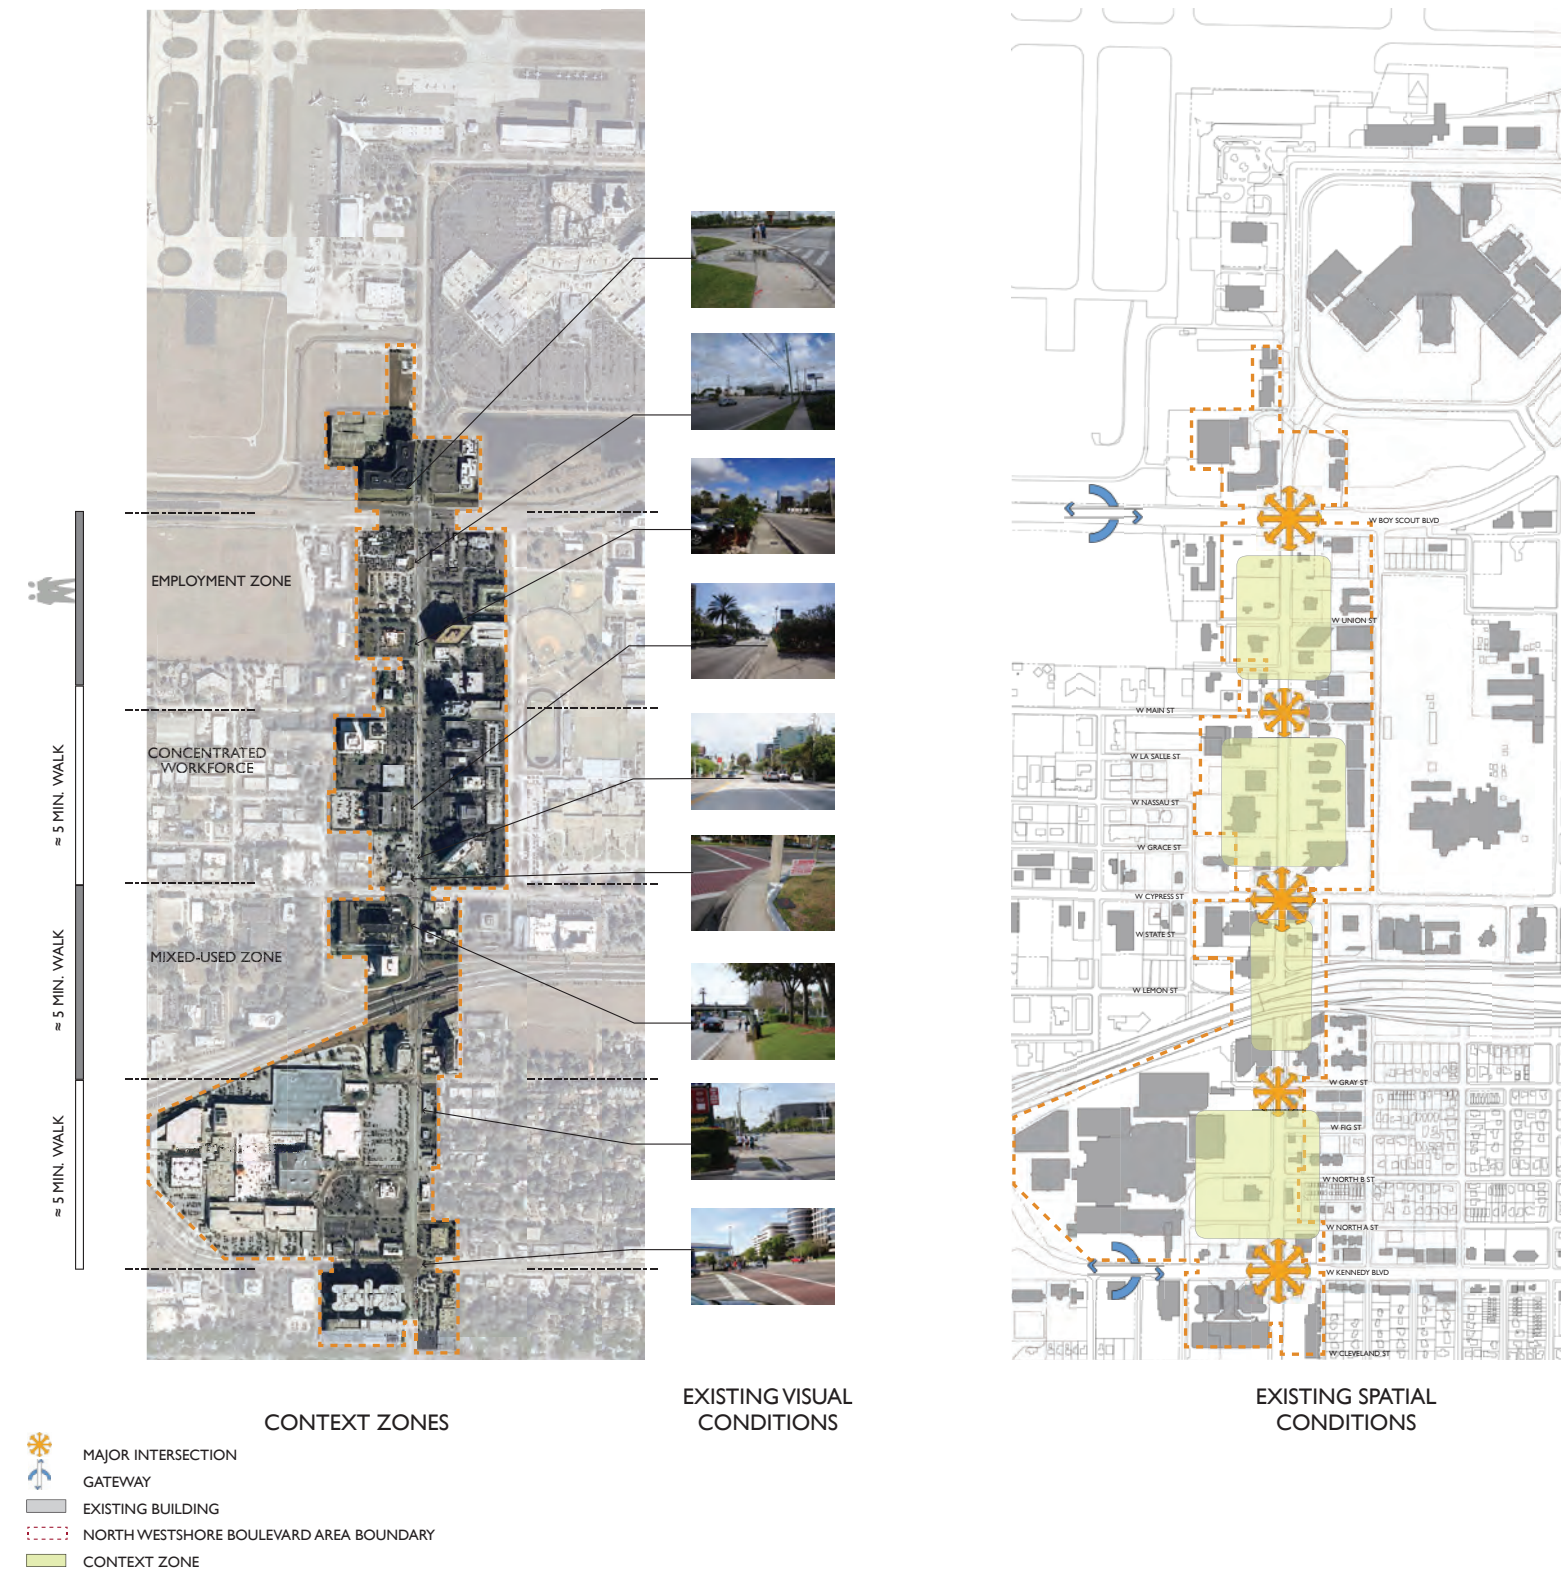 EMPLOYMENT ZONE
CONCENTRATED
WORKFORCE
MIXED-USED ZONE
≈ 5 MIN. WALK
≈ 5 MIN. WALK
≈ 5 MIN. WALK
W BOY SCOUT BLVD
W UNION ST
W MAIN ST
W LA SALLE ST
W NASSAU ST
W GRACE ST
W CYPRESS ST
W STATE ST
W LEMON ST
W GRAY ST
W FIG ST
W NORTH B ST
W NORTH A ST
W KENNEDY BLVD
W CLEVELAND ST
CONTEXT ZONES
EXISTING VISUAL
CONDITIONS
EXISTING SPATIAL
CONDITIONS
MAJOR INTERSECTION
GATEWAY
EXISTING BUILDING
NORTH WESTSHORE BOULEVARD AREA BOUNDARY
CONTEXT ZONE